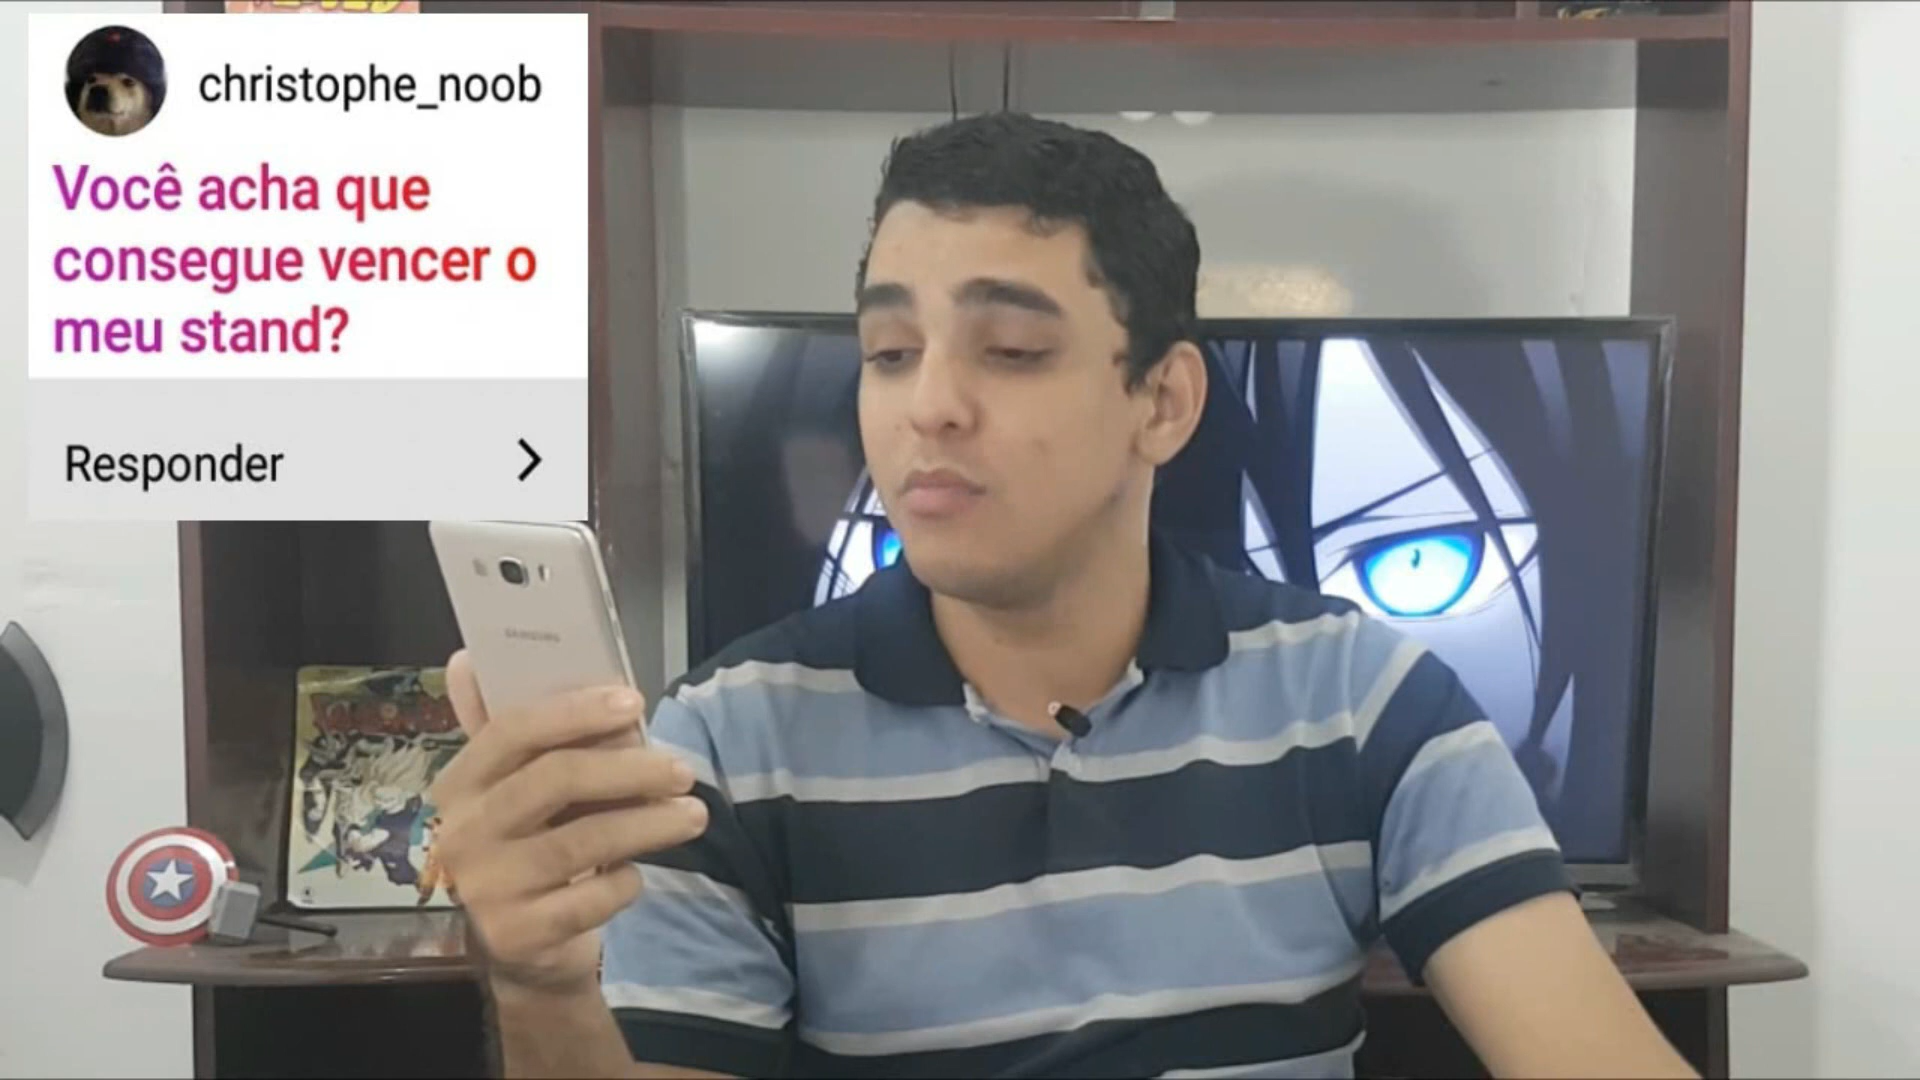 christophe_noob
Você acha que
consegue vencer o
meu stand?
Responder
SAMSUNG